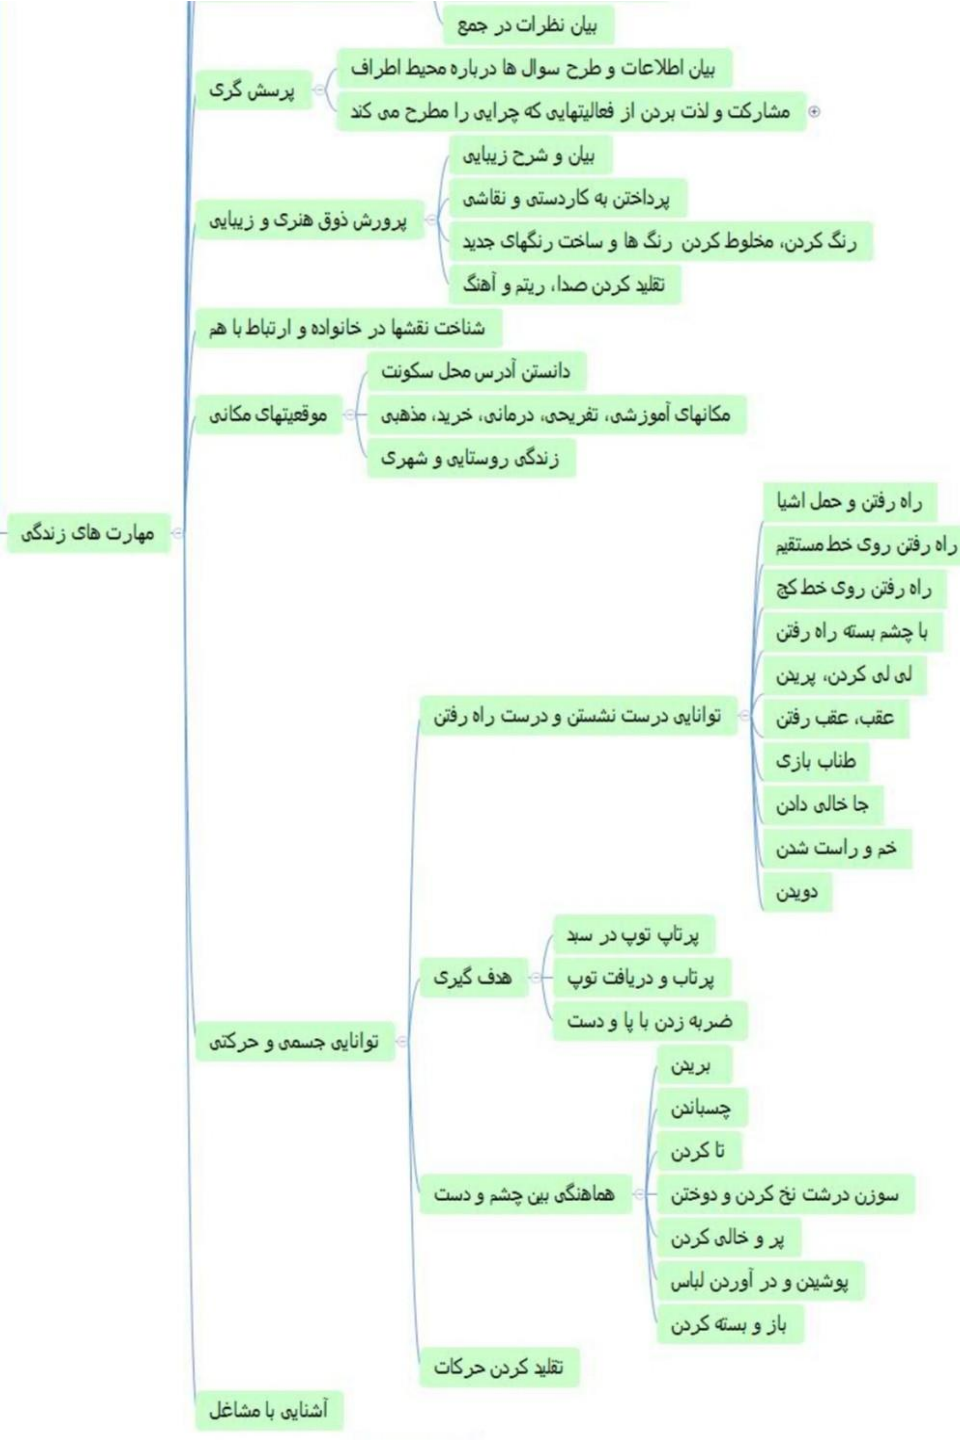 بیان نظرات در جمع
بیان اطلاعات و طرح سوال ها درباره محیط اطراف
پرسش گری
مشارکت و لذت بردن از فعالیتهایی که چرایی را مطرح می کند
بیان و شرح زیبایی
پرداختن به کاردستی و نقاشی
پرورش ذوق هنری و زیبایی
رنگ کردن، مخلوط کردن رنگ ها و ساخت رنگهای جدید
تقلید کردن صدا، ریتم و آهنگ
شناخت نقشها در خانواده و ارتباط با هم
دانستن آدرس محل سکونت
موقعیتهای مکانی
مکانهای آموزشی، تفریحی، درمانی، خرید، مذهبی
زندگی روستایی و شهری
مهارت های زندگی
راه رفتن و حمل اشیا
راه رفتن روی خط مستقیم
راه رفتن روی خط کج
با چشم بسته راه رفتن
لی لی کردن، پریدن
توانایی درست نشستن و درست راه رفتن
عقب، عقب رفتن
طناب بازی
جا خالی دادن
خم و راست شدن
دویدن
پرتاپ توپ در سبد
هدف گیری
پرتاب و دریافت توپ
ضربه زدن با پا و دست
توانایی جسمی و حرکتی
بریدن
چسباندن
تا کردن
هماهنگی بین چشم و دست
سوزن درشت نخ کردن و دوختن
پر و خالی کردن
پوشیدن و در آوردن لباس
باز و بسته کردن
تقلید کردن حرکات
آشنایی با مشاغل